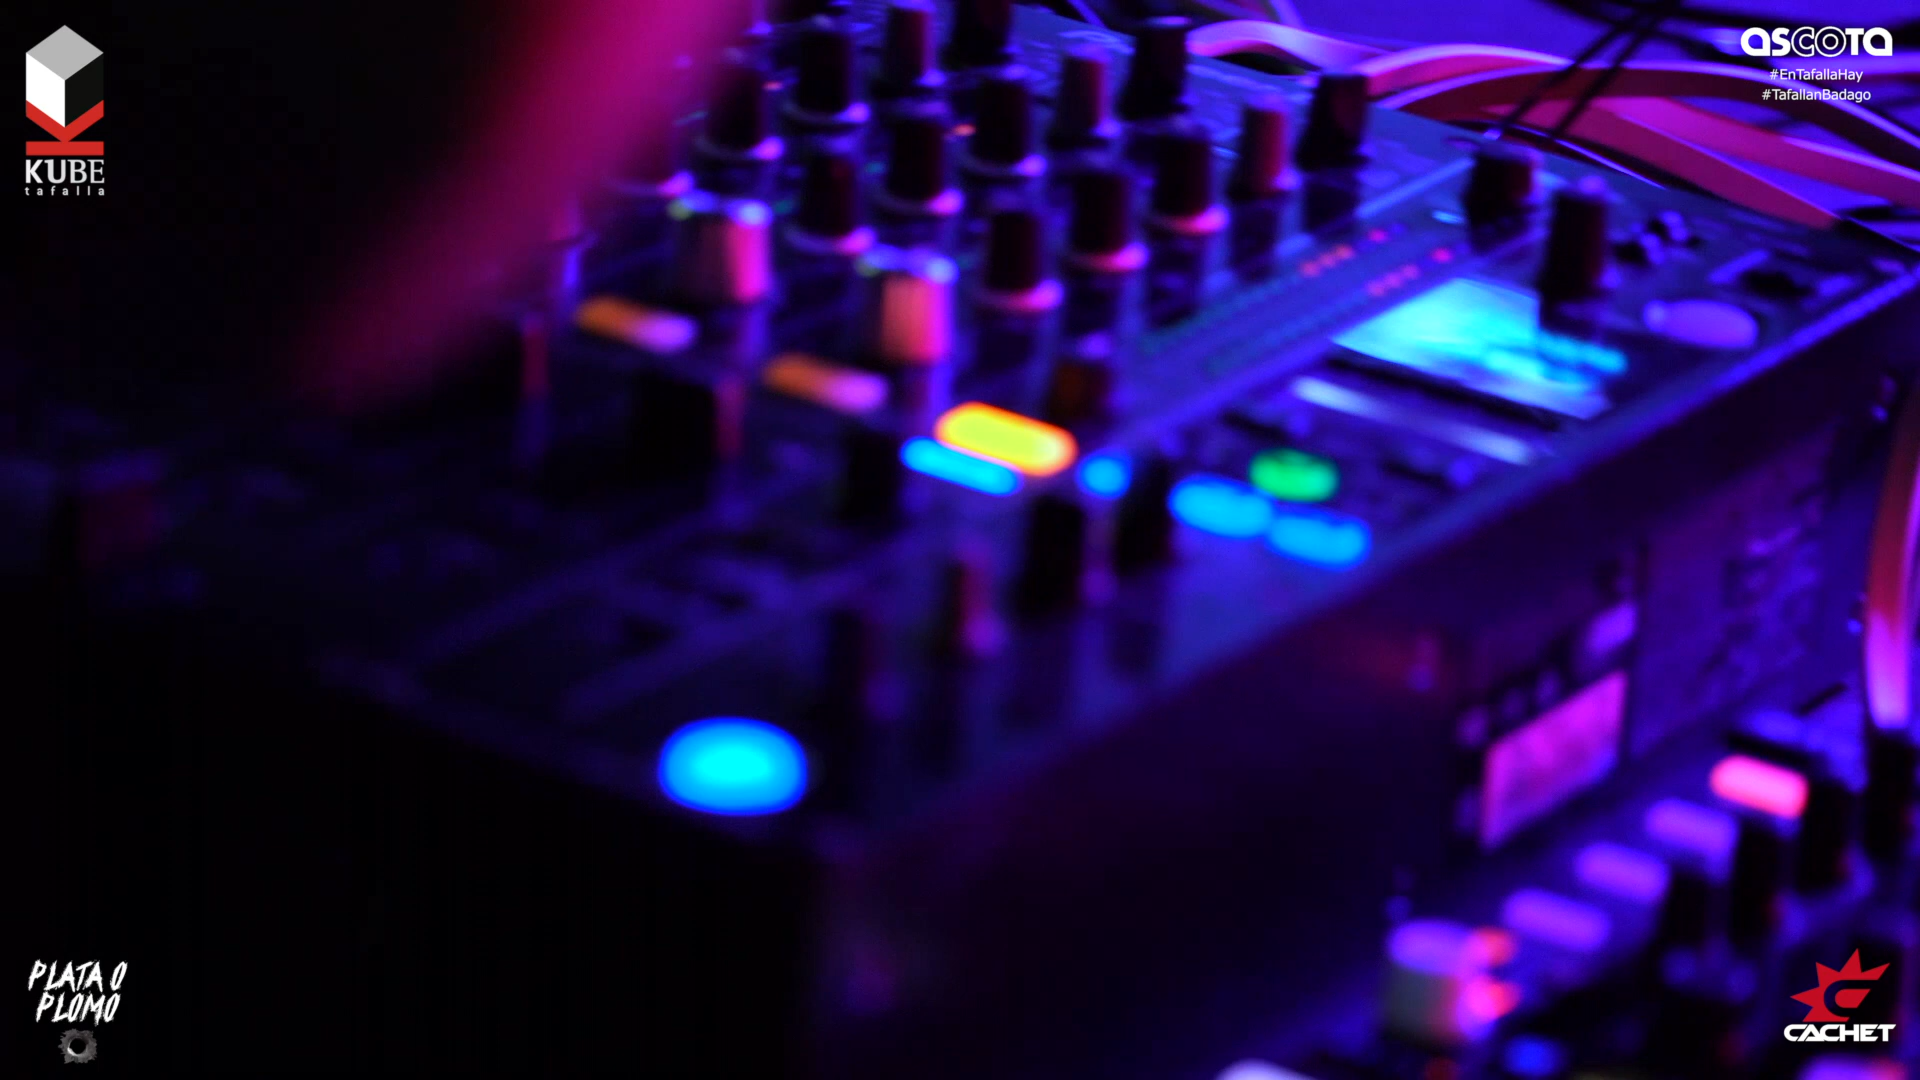 KUBE
tafalla
ascota
#EnTafallaHay
#TafallanBadago
PLATA O
PLOMO
CACHET